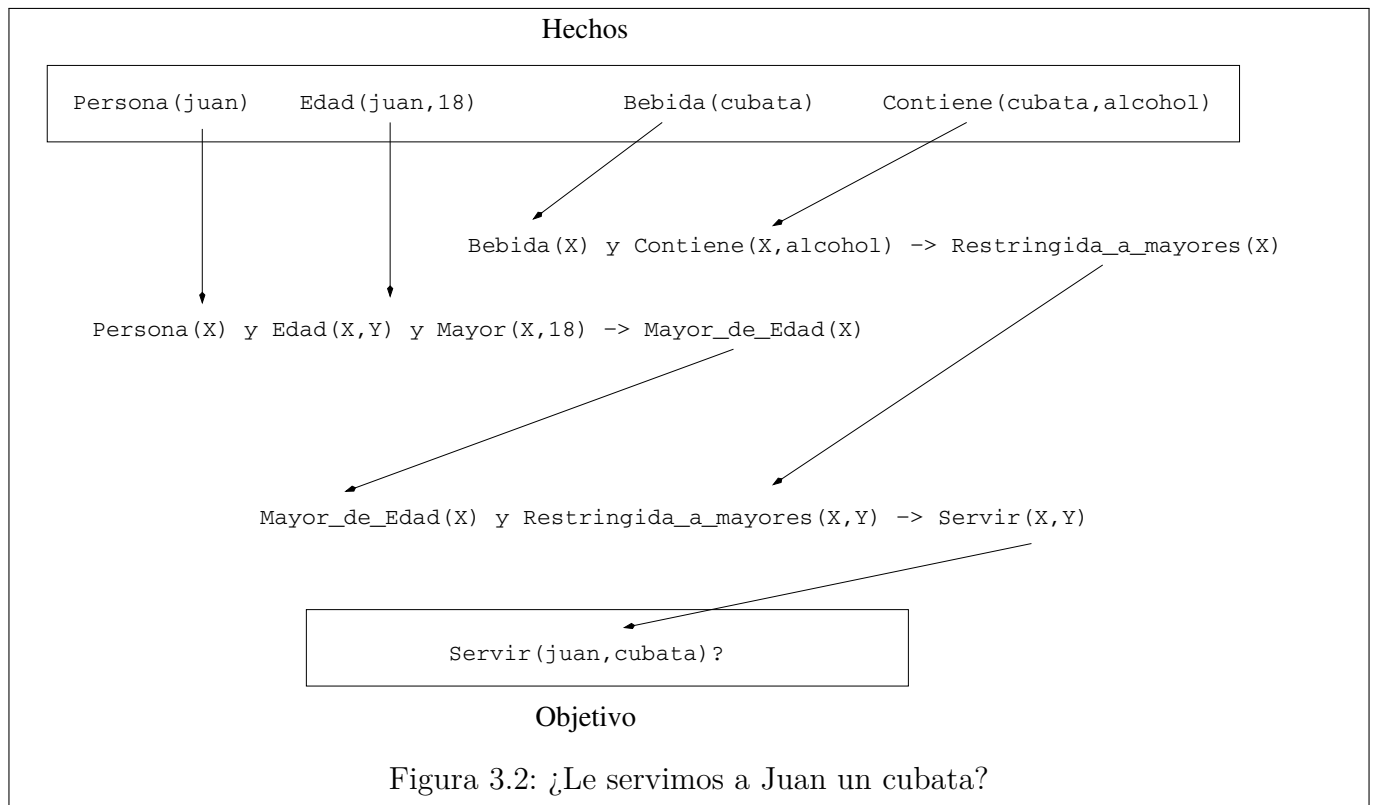 Hechos
Persona(juan) Edad(juan,18) Bebida(cubata) Contiene(cubata,alcohol)
Bebida(X) y Contiene(X,alcohol) -> Restringida_a_mayores(X)
Persona(X) y Edad(X,Y) y Mayor(X,18) -> Mayor_de_Edad(X)
Mayor_de_Edad(X) y Restringida_a_mayores(X,Y) -> Servir(X,Y)
Servir(juan,cubata)?
Objetivo
Figura 3.2: ¿Le servimos a Juan un cubata?